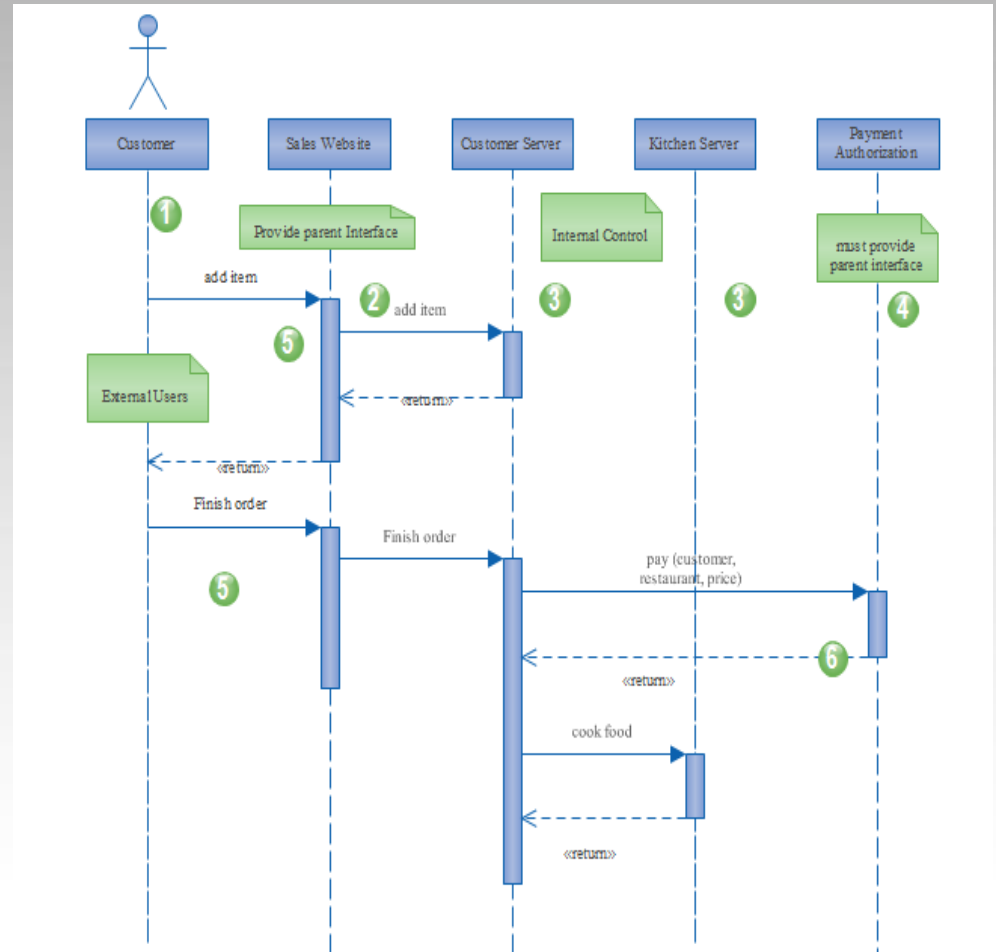 Customer
Sales Website
Customer Server
Kitchen Server
Payment
Authorization
1
Provide parent Interface
Internal Control
must provide
parent interface
add item
2
add item
3
3
4
5
External Users
«return»
«return»
Finish order
Finish order
pay (customer,
restaurant, price)
5
6
«return»
cook food
«return»